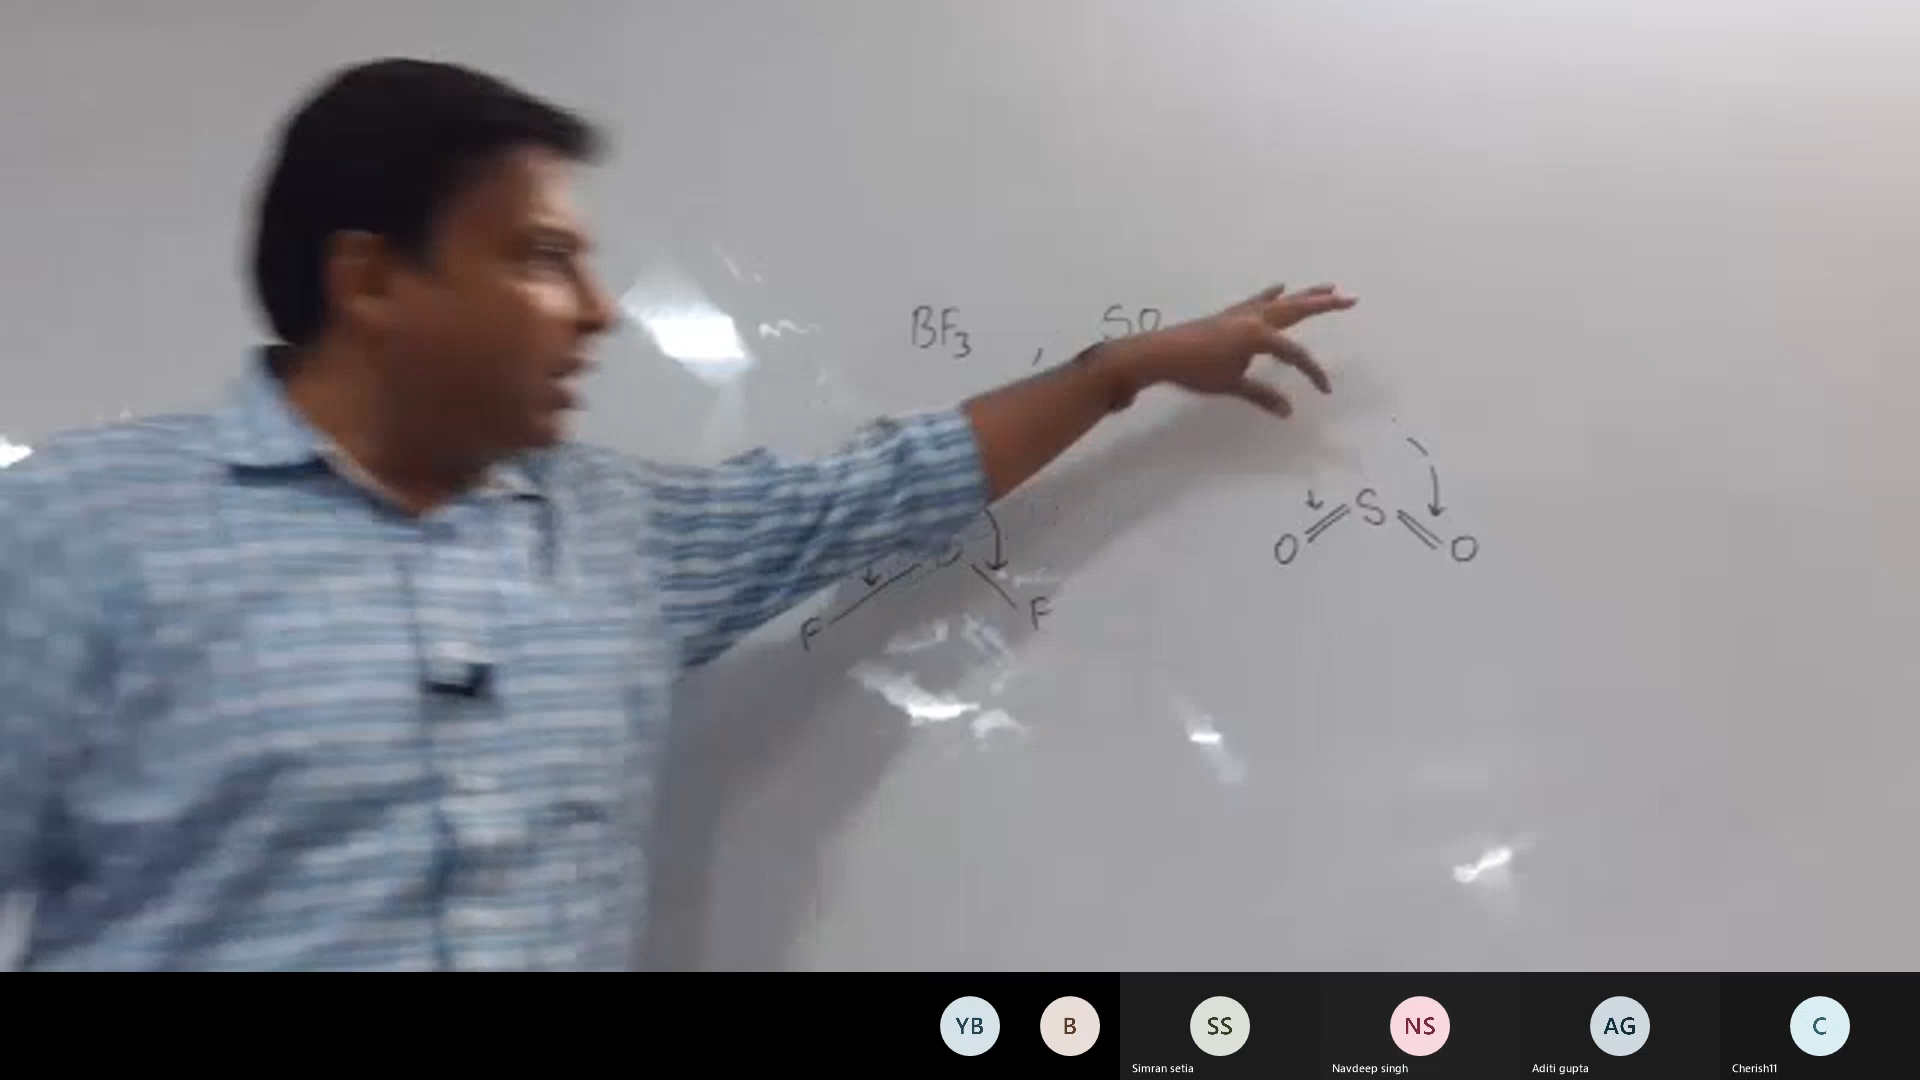 BF₃ , SO
S
O O
F F
YB B SS NS AG C
Simran setia Navdeep singh Aditi gupta Cherish11